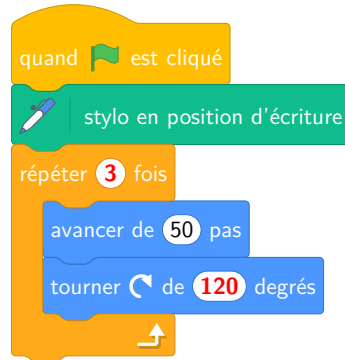 quand est cliqué
stylo en position d'écriture
répéter 3 fois
avancer de 50 pas
tourner de 120 degrés